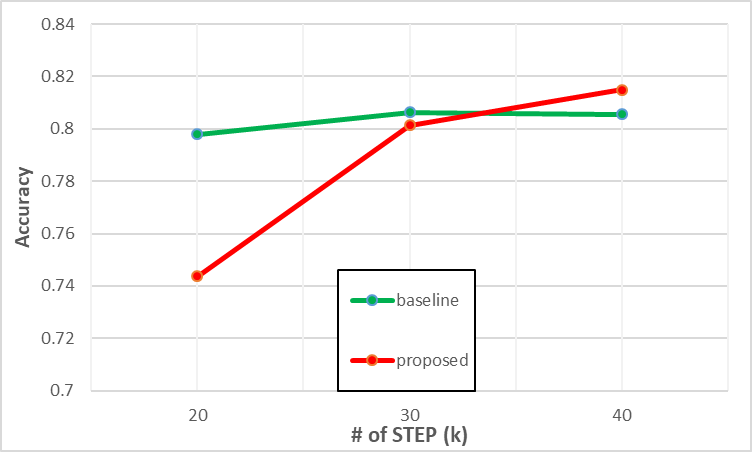 0.84
0.82
0.8
0.78
0.76
0.74
0.72
0.7
Accuracy
baseline
proposed
20 30 40
# of STEP (k)